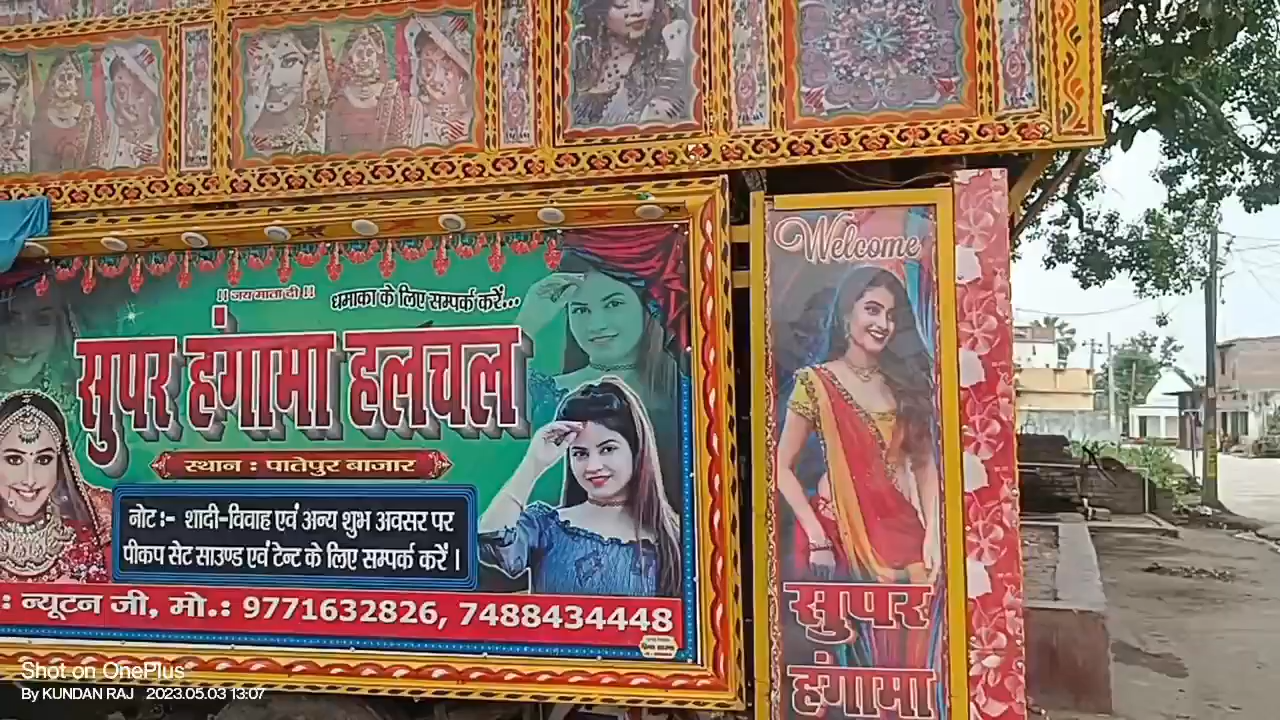 !! जय माता दी !!
धमाका के लिए सम्पर्क करें...
सुपर हंगामा हलचल
स्थान : पातेपुर बाजार
नोट :- शादी-विवाह एवं अन्य शुभ अवसर पर
पीकप सेट साउण्ड एवं टेन्ट के लिए सम्पर्क करें ।
: न्यूटन जी, मो.: 9771632826, 7488434448
Welcome
सुपर
हंगामा
Shot on OnePlus
By KUNDAN RAJ 2023.05.03 13:07